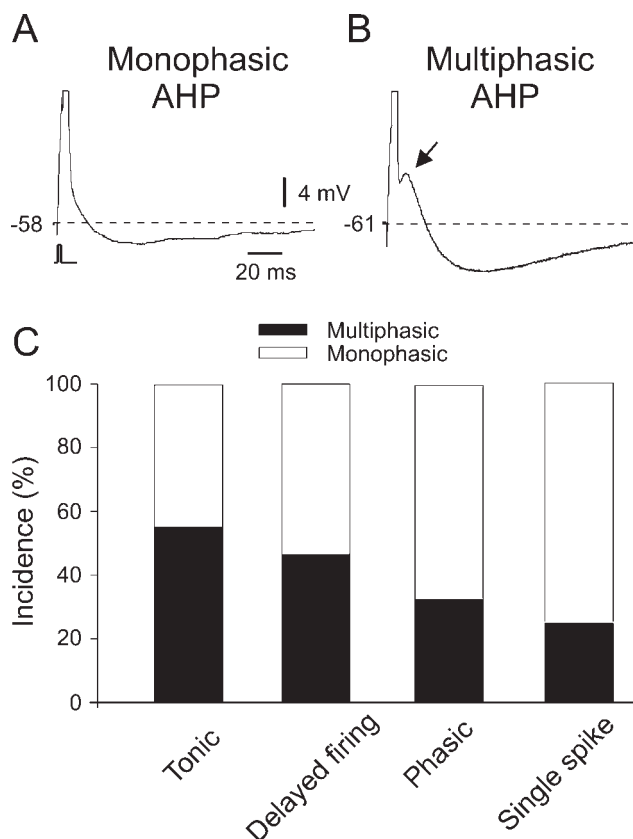 A
Monophasic
AHP
B
Multiphasic
AHP
4 mV
-58
-61
20 ms
C
Multiphasic
Monophasic
100
80
60
40
20
0
Incidence (%)
Tonic
Delayed firing
Phasic
Single spike